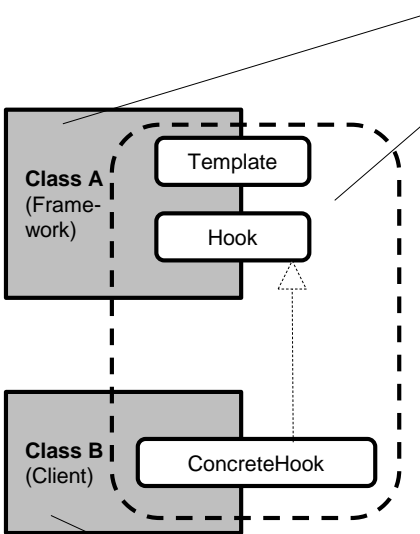 Template
Class A
(Frame-
work)
Hook
Class B
(Client)
ConcreteHook